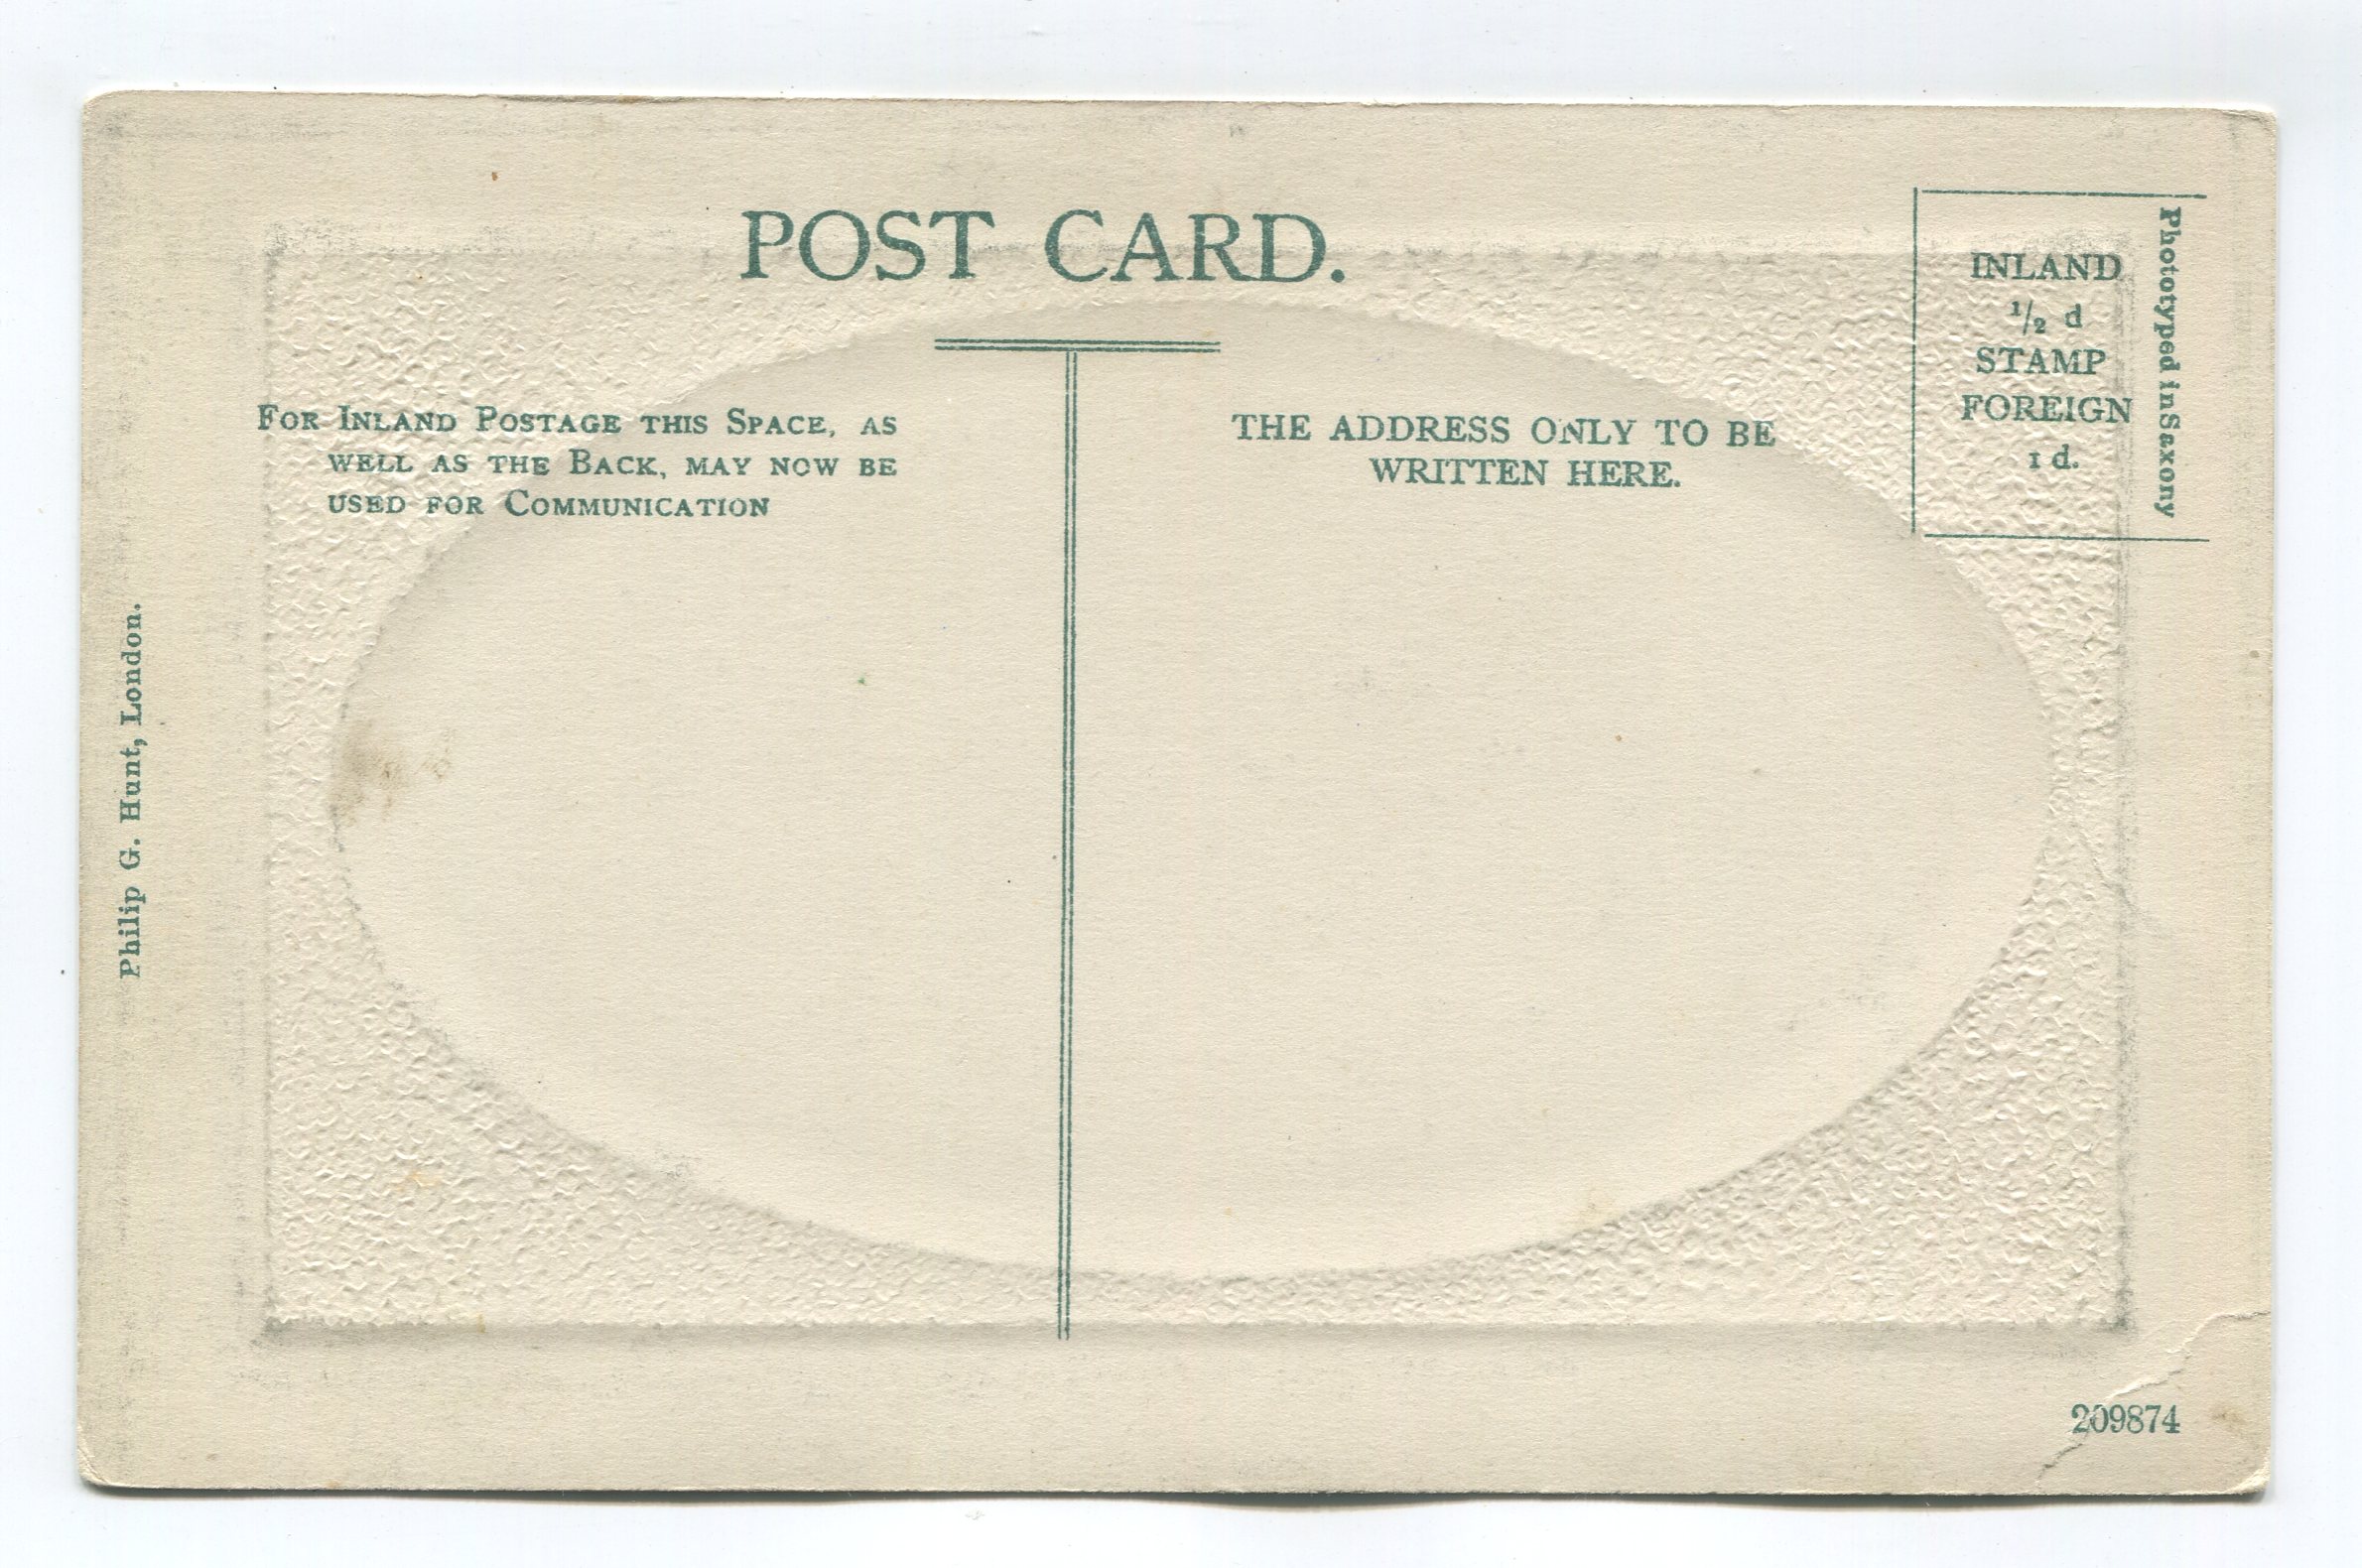 POST CARD.
INLAND
1/2 d
STAMP
FOREIGN
1 d.
Phototyped in Saxony
FOR INLAND POSTAGE THIS SPACE, AS
WELL AS THE BACK, MAY NOW BE
USED FOR COMMUNICATION
THE ADDRESS ONLY TO BE
WRITTEN HERE.
Philip G. Hunt, London.
209874